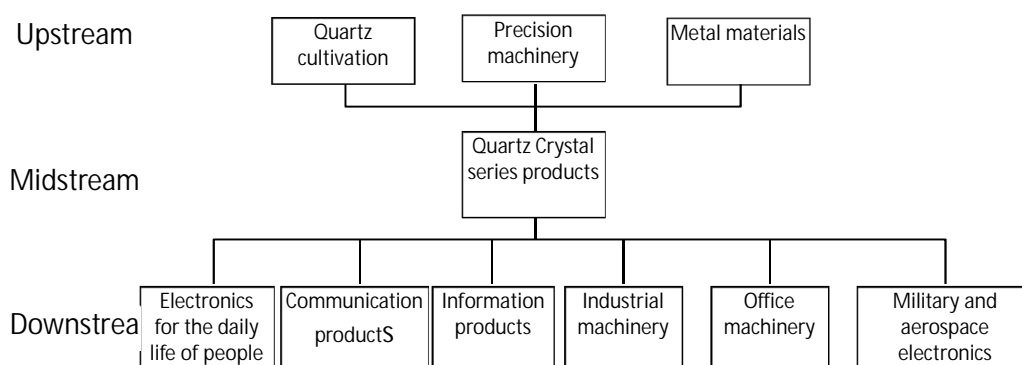 Upstream
Quartz
cultivation
Precision
machinery
Metal materials
Midstream
Quartz Crystal
series products
Downstrea
Electronics
for the daily
life of people
Communication
productS
Information
products
Industrial
machinery
Office
machinery
Military and
aerospace
electronics